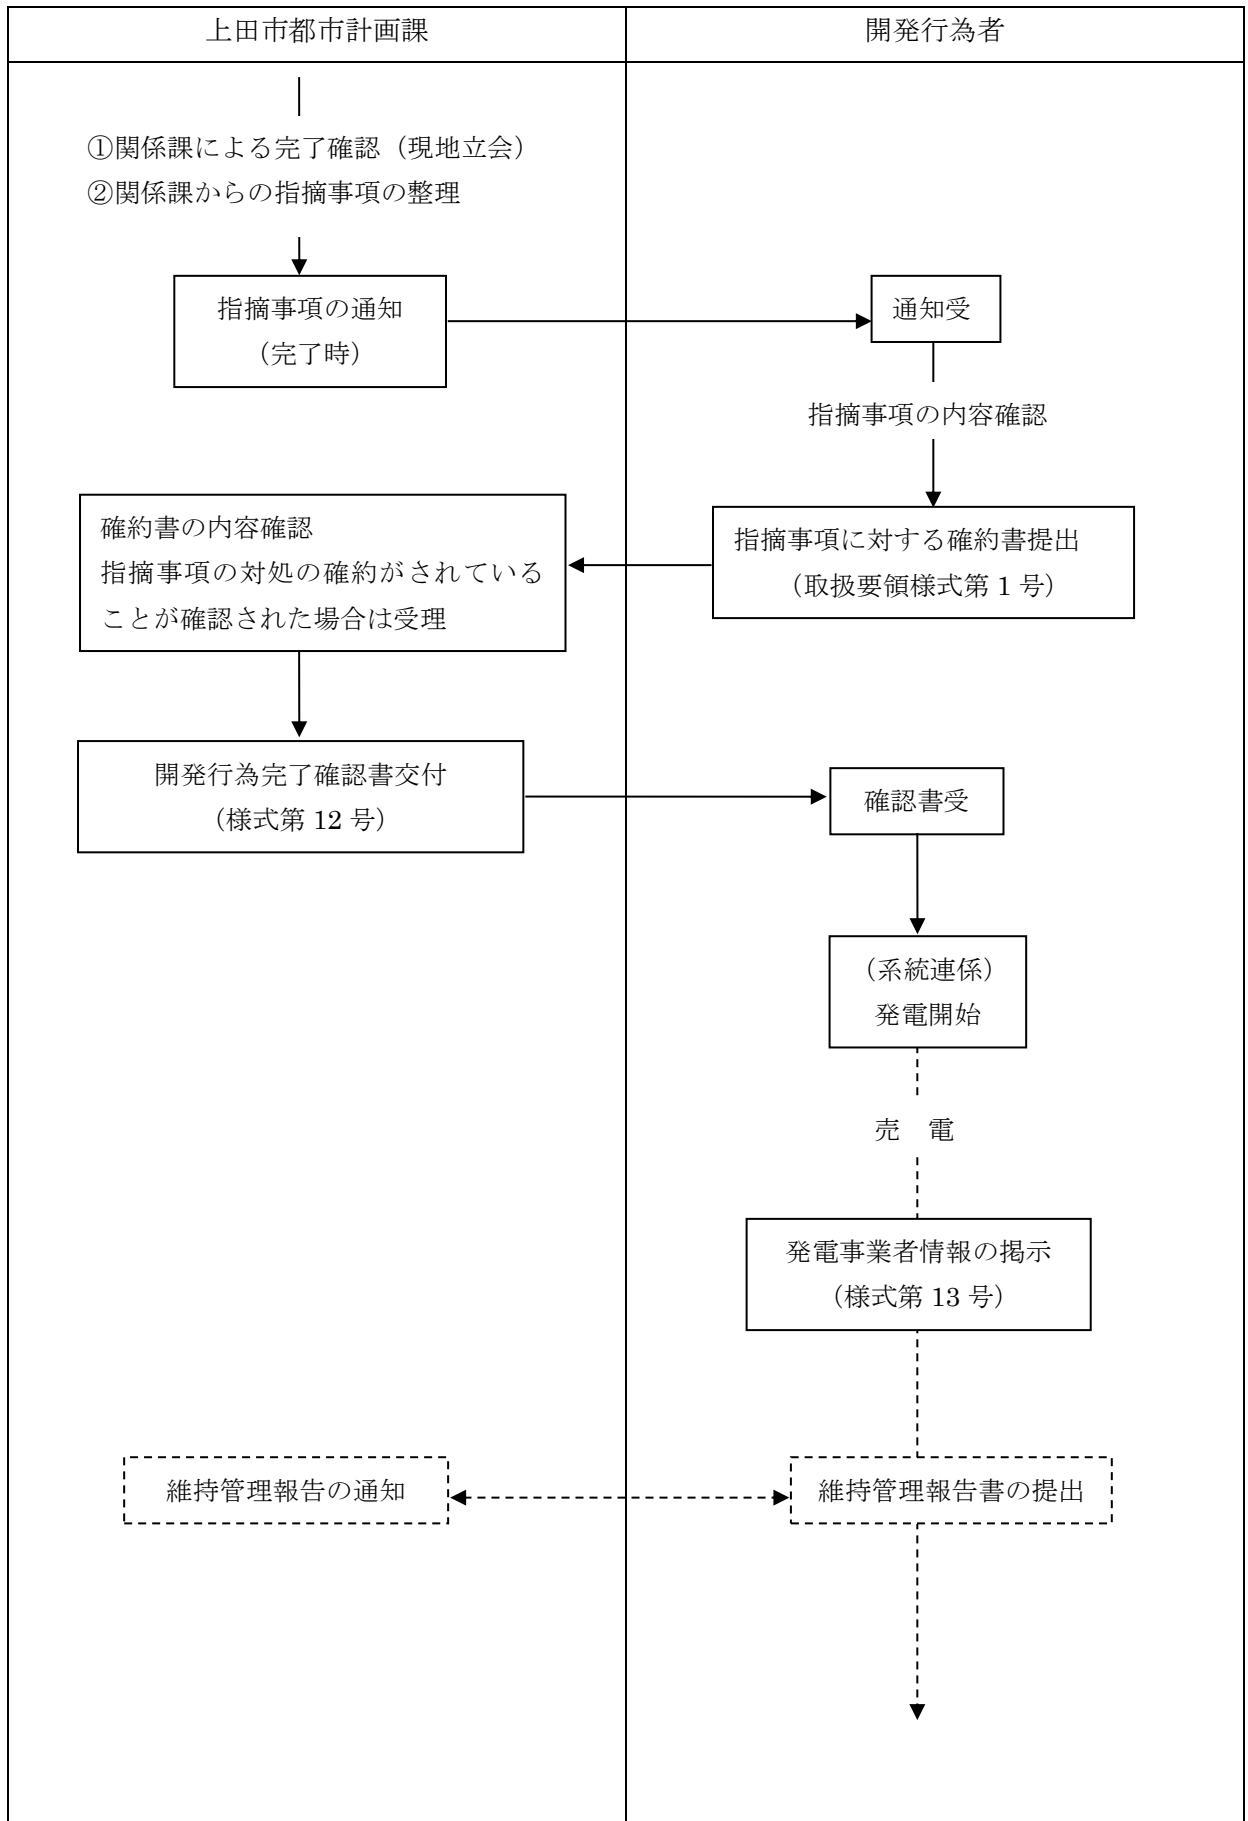 上田市都市計画課
開発行為者
①関係課による完了確認（現地立会）
②関係課からの指摘事項の整理
指摘事項の通知
（完了時）
通知受
指摘事項の内容確認
指摘事項に対する確約書提出
（取扱要領様式第 1 号）
確約書の内容確認
指摘事項の対処の確約がされている
ことが確認された場合は受理
開発行為完了確認書交付
（様式第 12 号）
確認書受
（系統連係）
発電開始
売　電
発電事業者情報の掲示
（様式第 13 号）
維持管理報告の通知
維持管理報告書の提出